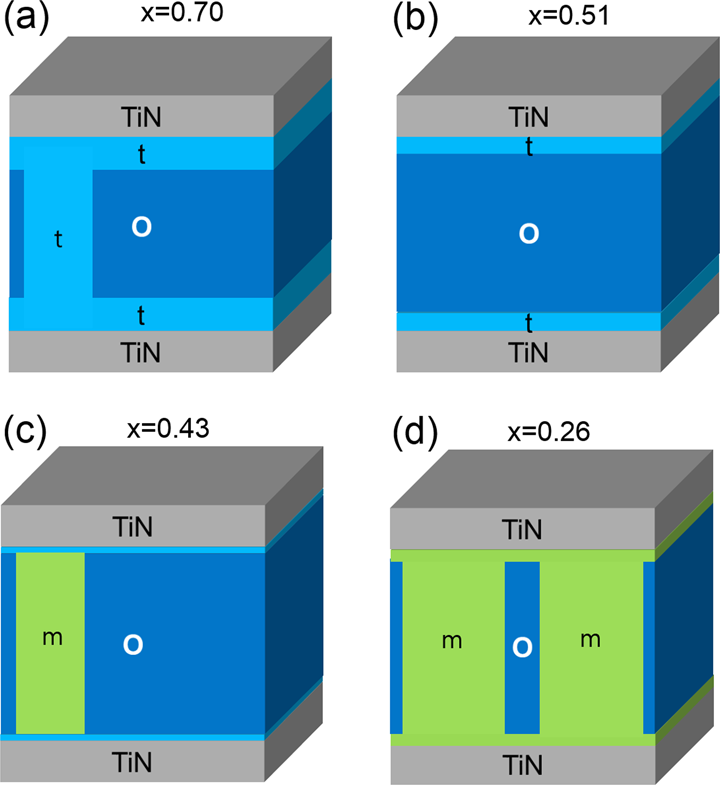 (a) x=0.70
TiN
t
t
o
t
TiN
(b) x=0.51
TiN
t
o
t
TiN
(c) x=0.43
TiN
m
o
TiN
(d) x=0.26
TiN
m
o
m
TiN